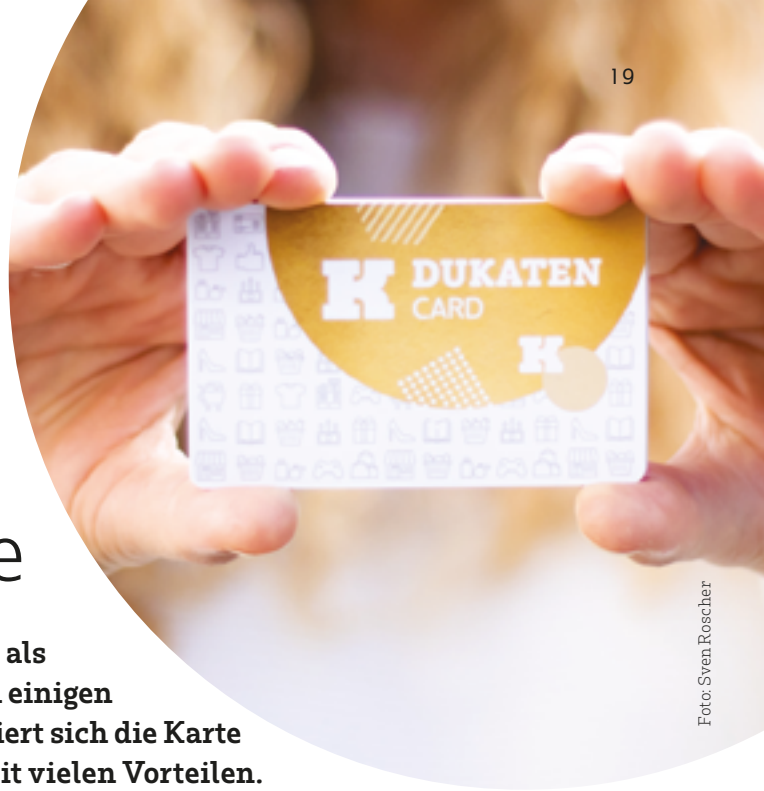 19
K DUKATEN
CARD
K
e
als
einigen
iert sich die Karte
it vielen Vorteilen.
Foto: Sven Roscher